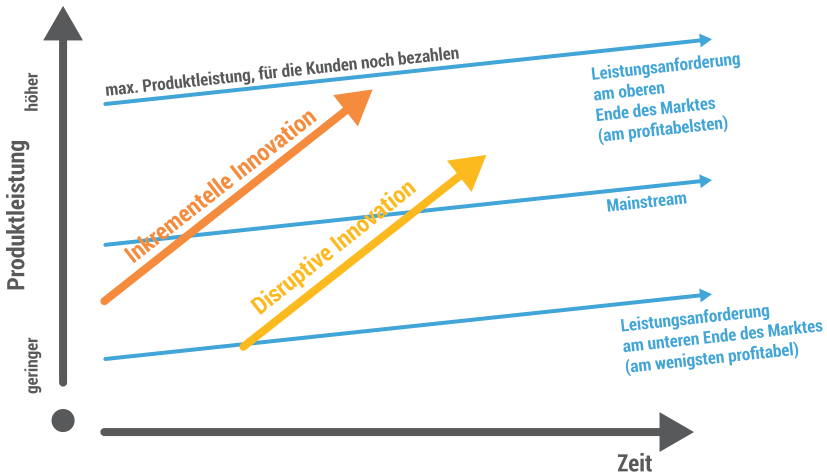 max. Produktleistung, für die Kunden noch bezahlen
höher
Produktleistung
geringer
Inkrementelle Innovation
Disruptive Innovation
Leistungsanforderung
am oberen
Ende des Marktes
(am profitabelsten)
Mainstream
Leistungsanforderung
am unteren Ende des Marktes
(am wenigsten profitabel)
Zeit